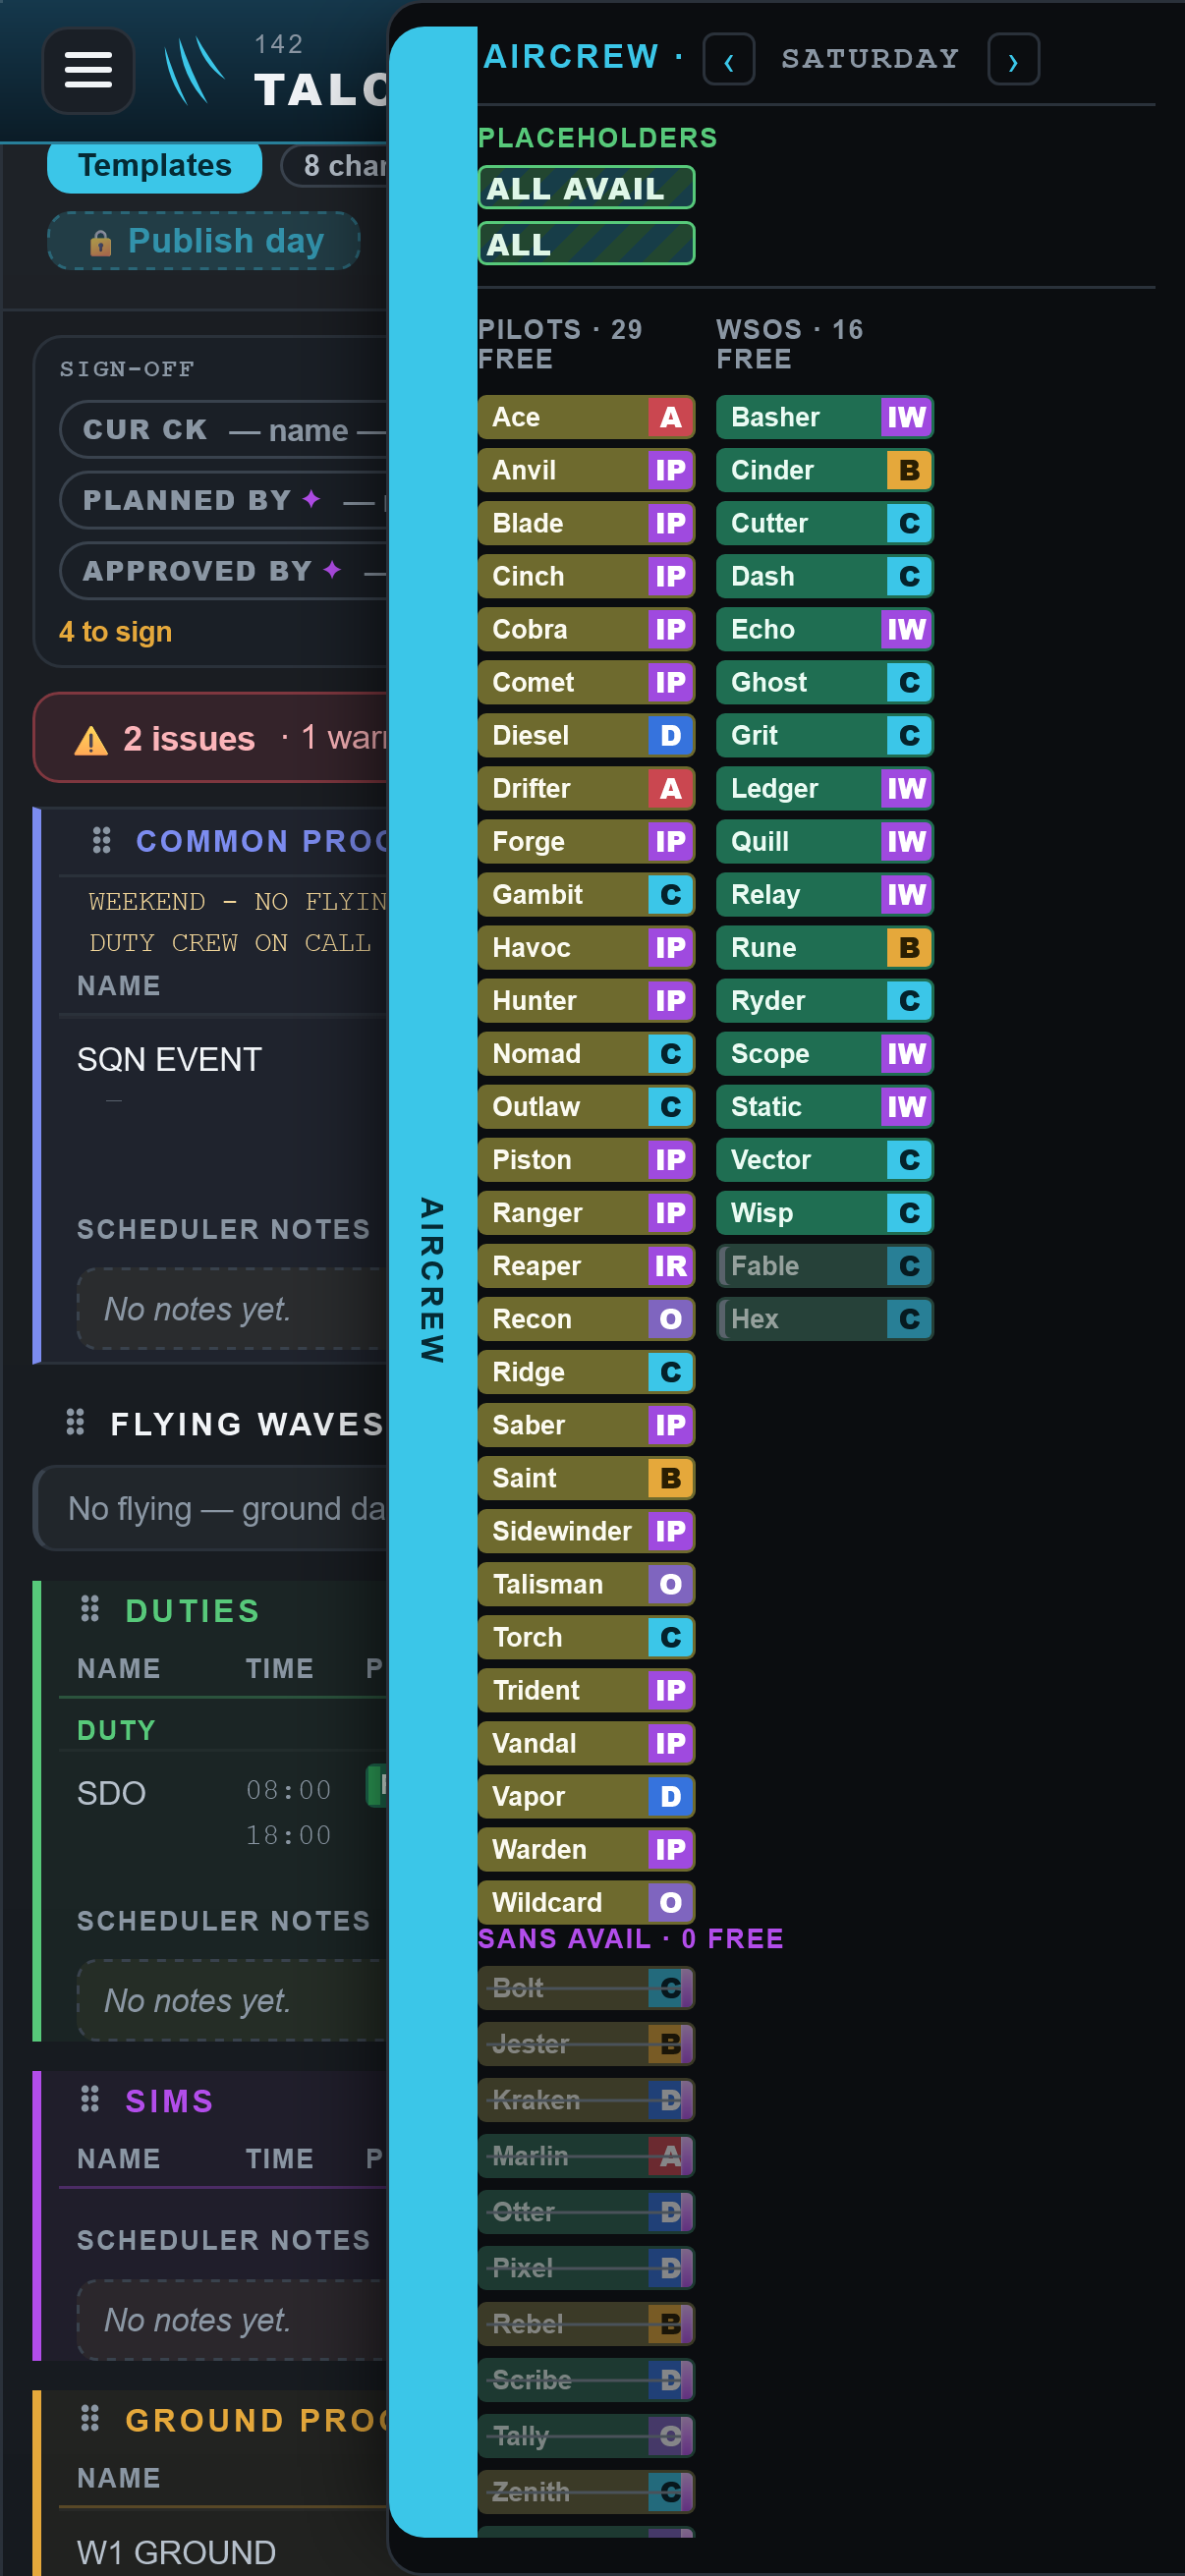 142
TALO
Templates
8 char
Publish day
SIGN-OFF
CUR CK — name —
PLANNED BY —
APPROVED BY —
4 to sign
2 issues · 1 warn
COMMON PROG
WEEKEND – NO FLYIN
DUTY CREW ON CALL
NAME
SQN EVENT
—
SCHEDULER NOTES
No notes yet.
FLYING WAVES
No flying — ground da
DUTIES
NAME TIME P
DUTY
SDO 08:00
18:00
SCHEDULER NOTES
No notes yet.
SIMS
NAME TIME P
SCHEDULER NOTES
No notes yet.
GROUND PROG
NAME
W1 GROUND
AIRCREW
AIRCREW · ‹ SATURDAY ›
PLACEHOLDERS
ALL AVAIL
ALL
PILOTS · 29
FREE
Ace A
Anvil IP
Blade IP
Cinch IP
Cobra IP
Comet IP
Diesel D
Drifter A
Forge IP
Gambit C
Havoc IP
Hunter IP
Nomad C
Outlaw C
Piston IP
Ranger IP
Reaper IR
Recon O
Ridge C
Saber IP
Saint B
Sidewinder IP
Talisman O
Torch C
Trident IP
Vandal IP
Vapor D
Warden IP
Wildcard O
WSOS · 16
FREE
Basher IW
Cinder B
Cutter C
Dash C
Echo IW
Ghost C
Grit C
Ledger IW
Quill IW
Relay IW
Rune B
Ryder C
Scope IW
Static IW
Vector C
Wisp C
Fable C
Hex C
SANS AVAIL · 0 FREE
Bolt C
Jester B
Kraken D
Marlin A
Otter D
Pixel D
Rebel B
Scribe D
Tally O
Zenith C